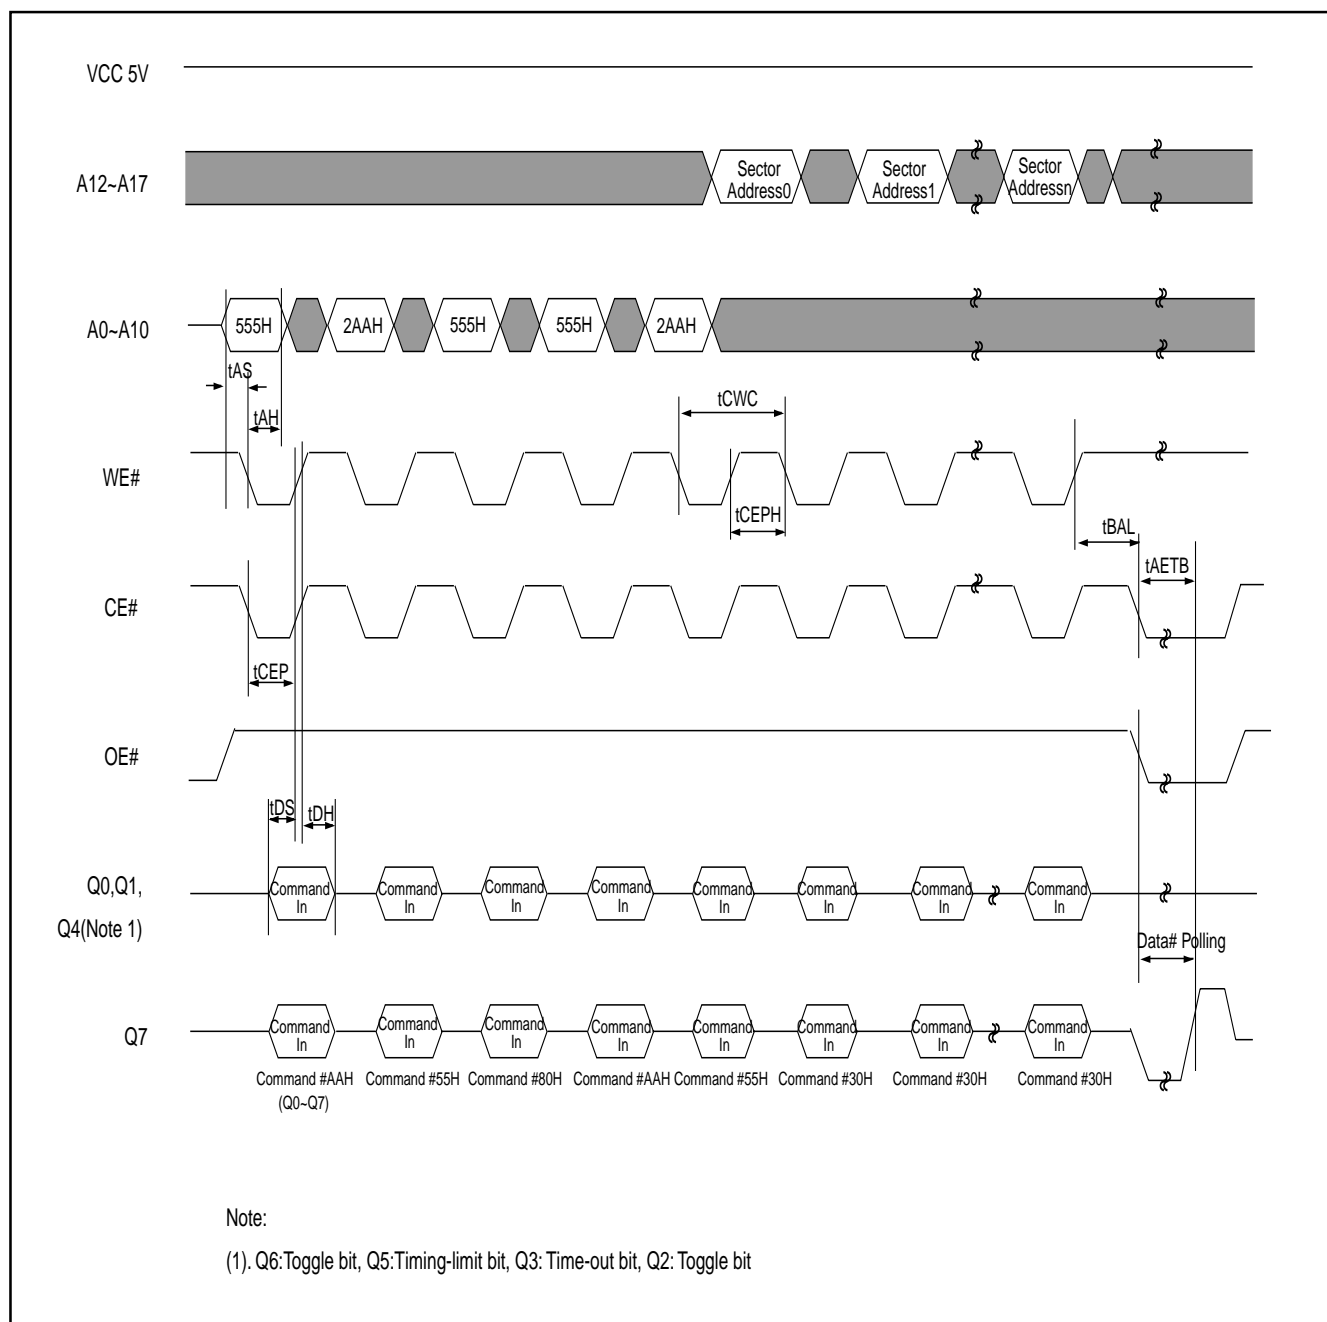 VCC 5V
A12~A17
Sector Address0
Sector Address1
Sector Addressn
A0~A10
555H
2AAH
555H
555H
2AAH
tAS
tAH
tCWC
WE#
tCEPH
tBAL
tAETB
CE#
tCEP
OE#
tDS
tDH
Q0,Q1,
Q4(Note 1)
Command In
Command In
Command In
Command In
Command In
Command In
Command In
Command In
Data# Polling
Q7
Command In
Command In
Command In
Command In
Command In
Command In
Command In
Command In
Command #AAH
(Q0~Q7)
Command #55H
Command #80H
Command #AAH
Command #55H
Command #30H
Command #30H
Command #30H
Note:
(1). Q6:Toggle bit, Q5:Timing-limit bit, Q3: Time-out bit, Q2: Toggle bit